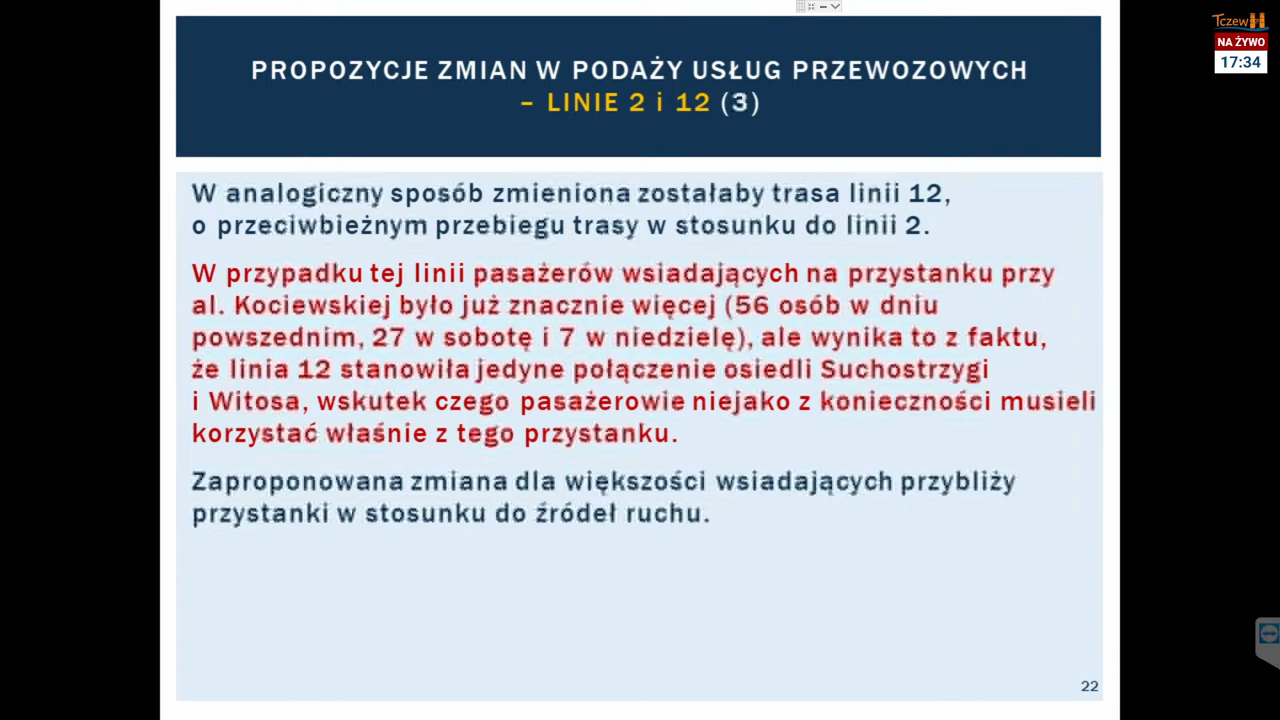 PROPOZYCJE ZMIAN W PODAŻY USŁUG PRZEWOZOWYCH
– LINIE 2 i 12 (3)
TczewH
NA ŻYWO
17:34
W analogiczny sposób zmieniona zostałaby trasa linii 12,
o przeciwbieżnym przebiegu trasy w stosunku do linii 2.
W przypadku tej linii pasażerów wsiadających na przystanku przy
al. Kociewskiej było już znacznie więcej (56 osób w dniu
powszednim, 27 w sobotę i 7 w niedzielę), ale wynika to z faktu,
że linia 12 stanowiła jedyne połączenie osiedli Suchostrzygi
i Witosa, wskutek czego pasażerowie niejako z konieczności musieli
korzystać właśnie z tego przystanku.
Zaproponowana zmiana dla większości wsiadających przybliży
przystanki w stosunku do źródeł ruchu.
22